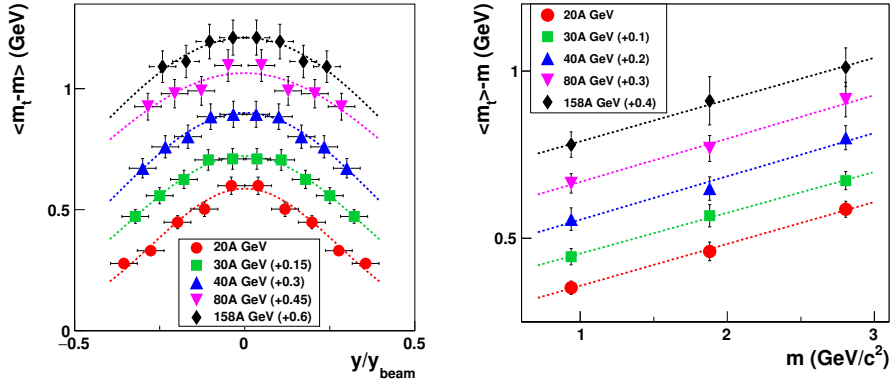 <m_t-m> (GeV)
1
0.5
0
20A GeV
30A GeV (+0.15)
40A GeV (+0.3)
80A GeV (+0.45)
158A GeV (+0.6)
−0.5 0 0.5
y/y_beam
<m_t>-m (GeV)
20A GeV
30A GeV (+0.1)
40A GeV (+0.2)
80A GeV (+0.3)
158A GeV (+0.4)
1
0.5
1 2 3
m (GeV/c²)